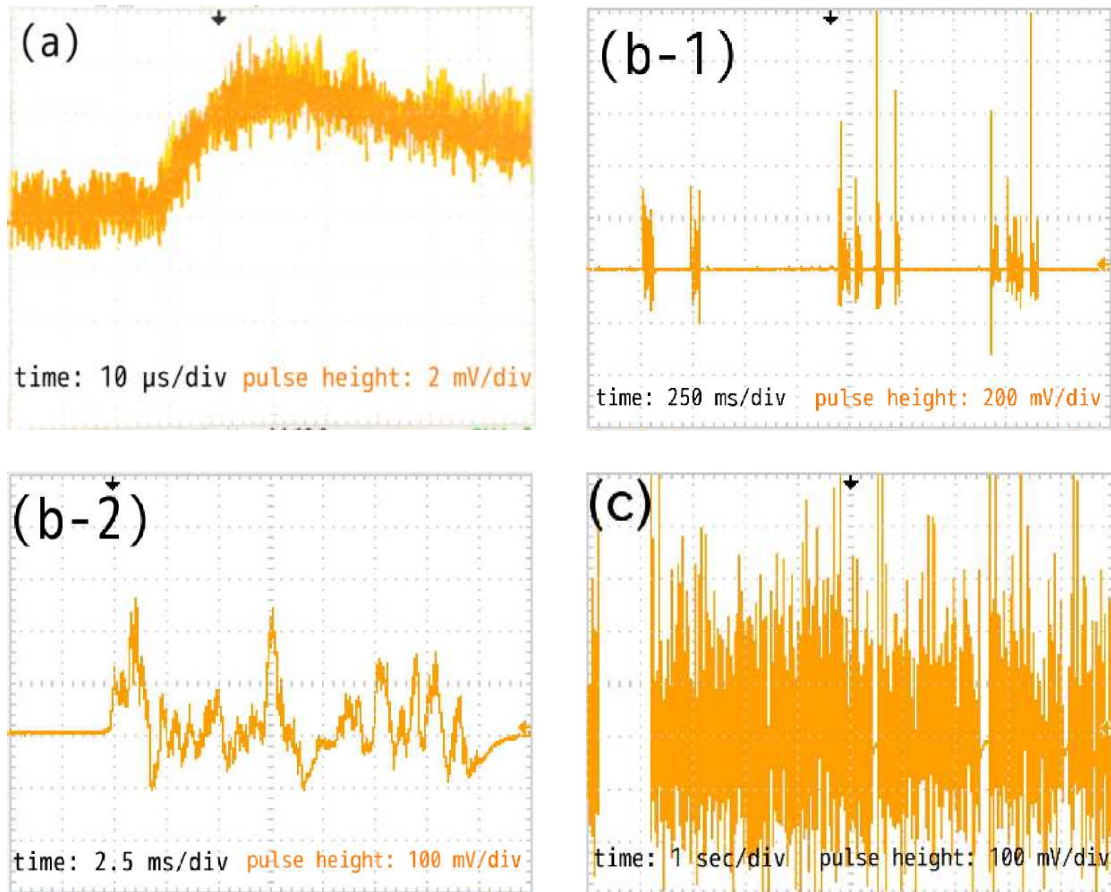 (a)
time: 10 µs/div pulse height: 2 mV/div
(b-1)
time: 250 ms/div pulse height: 200 mV/div
(b-2)
time: 2.5 ms/div pulse height: 100 mV/div
(c)
time: 1 sec/div pulse height: 100 mV/div